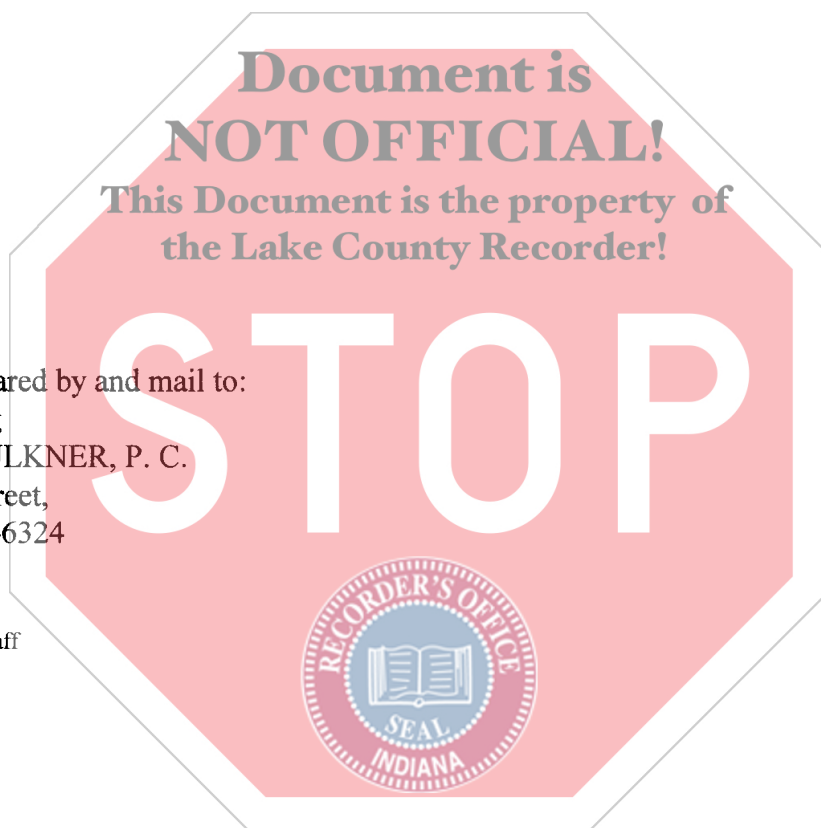 Document is
NOT OFFICIAL!
This Document is the property of
the Lake County Recorder!
STOP
ared by and mail to:
LKNER, P. C.
reet,
6324
aff
RECORDER'S OFFICE
SEAL
INDIANA